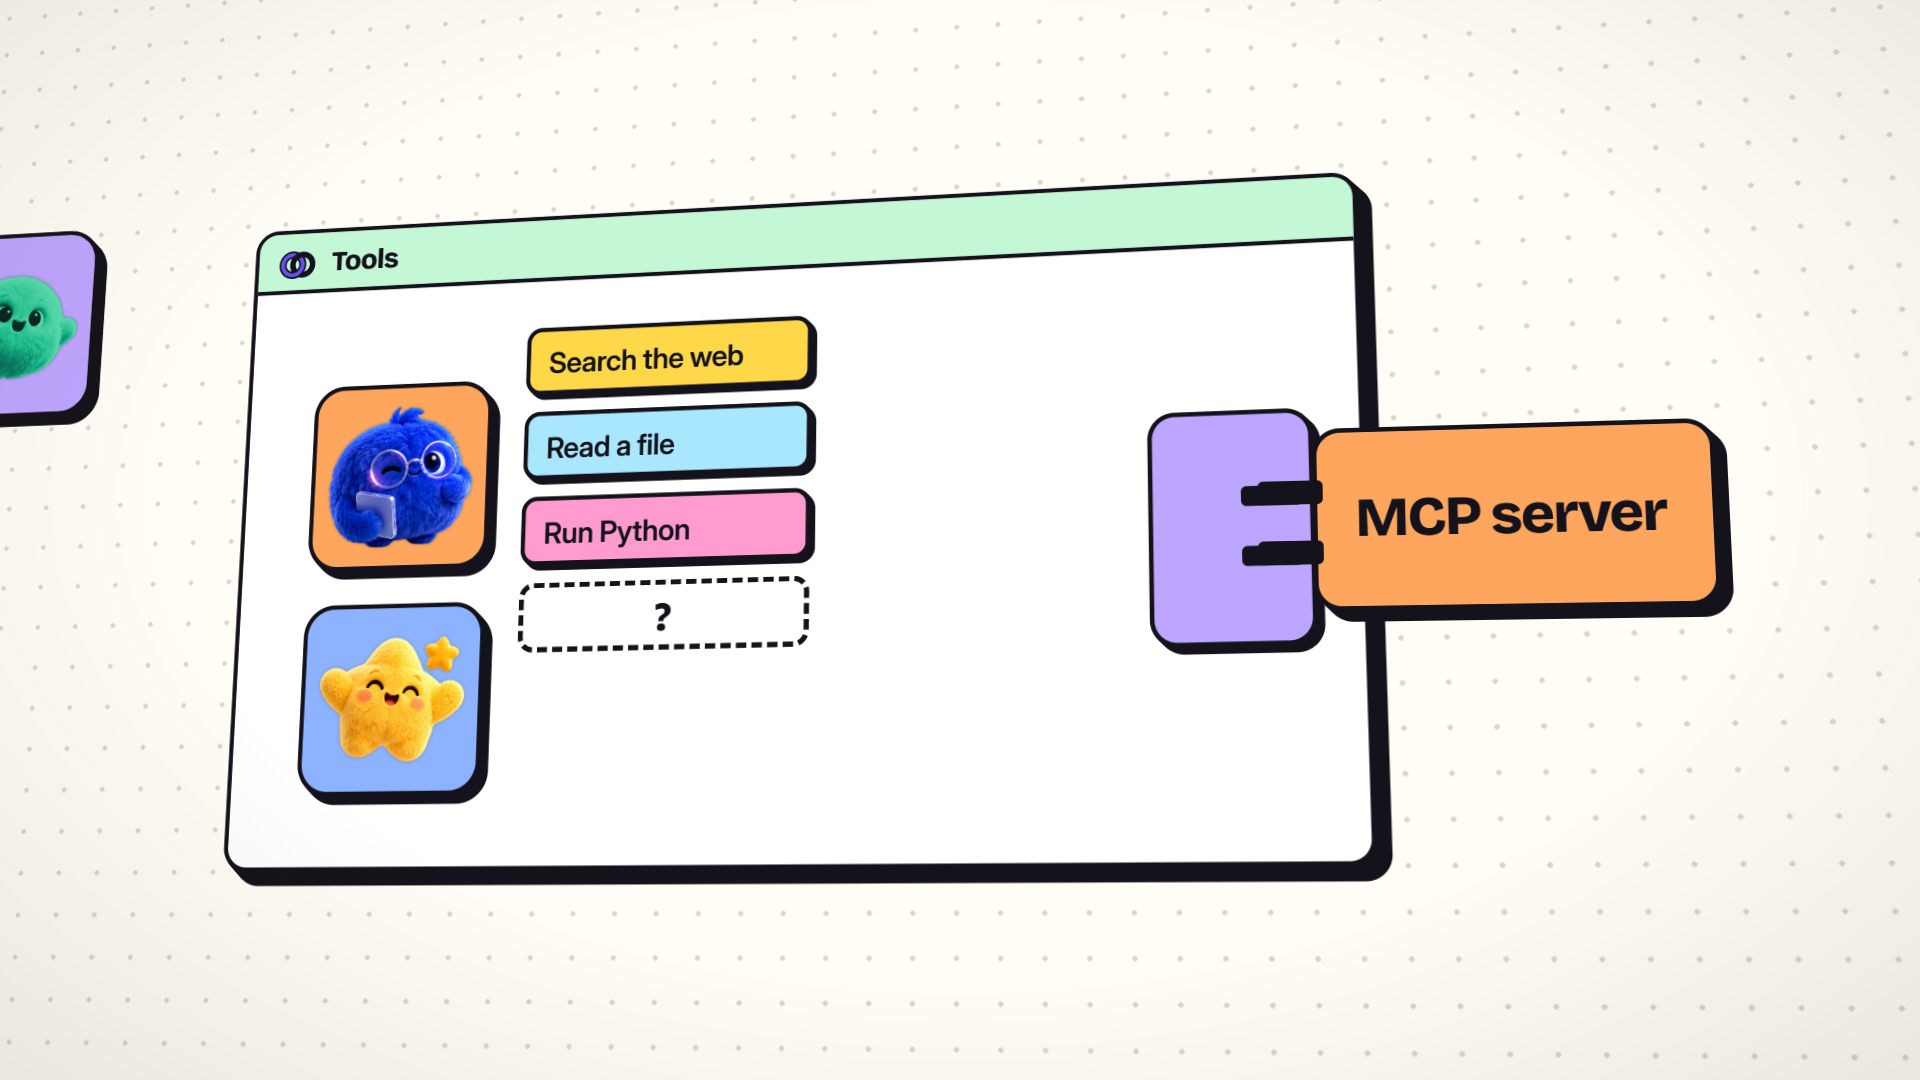 Tools
Search the web
Read a file
Run Python
?
MCP server